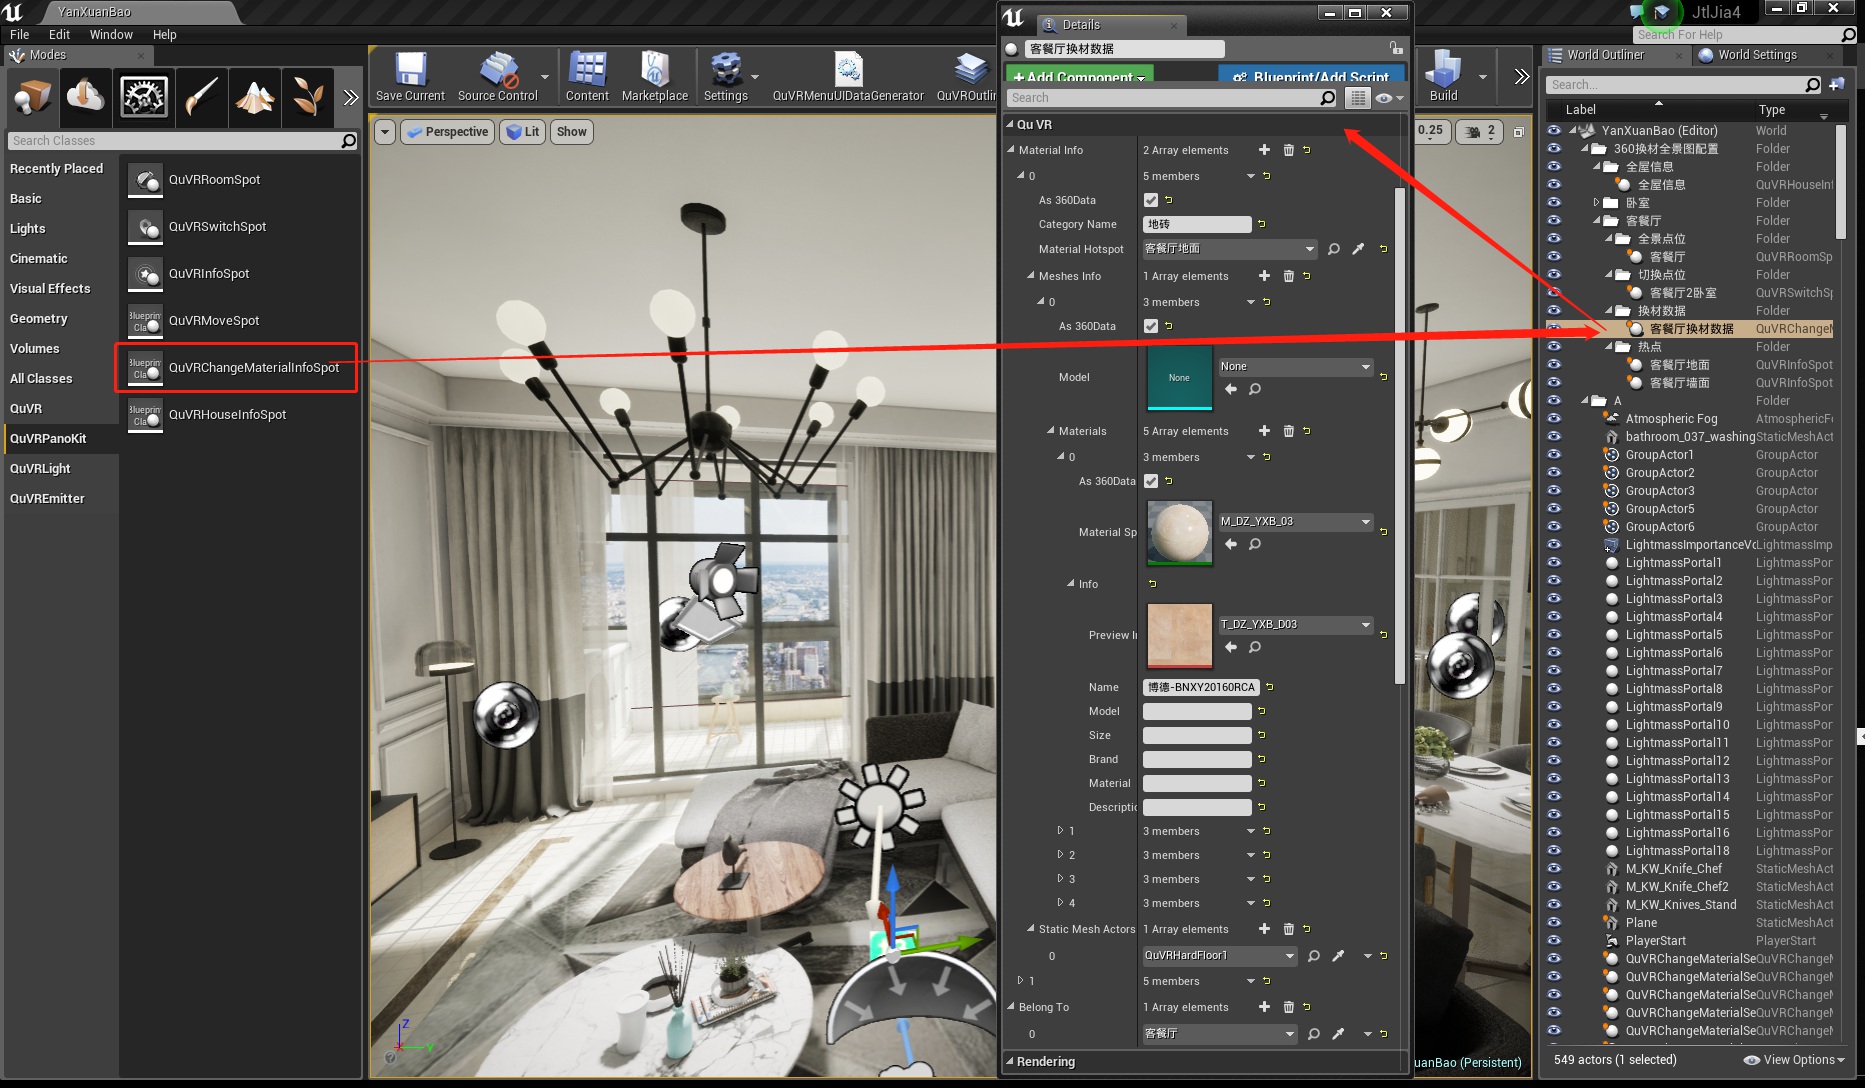 YanXuanBao
File Edit Window Help
Modes
Search Classes
Recently Placed
Basic
Lights
Cinematic
Visual Effects
Geometry
Volumes
All Classes
QuVR
QuVRPanoKit
QuVRLight
QuVREmitter
QuVRRoomSpot
QuVRSwitchSpot
QuVRInfoSpot
QuVRMoveSpot
QuVRChangeMaterialInfoSpot
QuVRHouseInfoSpot
Save Current
Source Control
Content
Marketplace
Settings
QuVRMenuUIDataGenerator
QuVROutlin
Build
Perspective
Lit
Show
0.25
2
Details
客餐厅换材数据
+Add Component
Blueprint/Add Script
Search
Qu VR
Material Info 2 Array elements
0 5 members
As 360Data
Category Name 地砖
Material Hotspot 客餐厅地面
Meshes Info 1 Array elements
0 3 members
As 360Data
Model None None
Materials 5 Array elements
0 3 members
As 360Data
Material Sp M_DZ_YXB_03
Info
Preview I T_DZ_YXB_D03
Name 博德-BNXY20160RCA
Model
Size
Brand
Material
Descriptic
1 3 members
2 3 members
3 3 members
4 3 members
Static Mesh Actors 1 Array elements
0 QuVRHardFloor1
1 5 members
Belong To 1 Array elements
0 客餐厅
Rendering
JtlJia4
Search For Help
World Outliner
World Settings
Search...
Label Type
YanXuanBao (Editor) World
360换材全景图配置 Folder
全屋信息 Folder
全屋信息 QuVRHouseInf
卧室 Folder
客餐厅 Folder
全景点位 Folder
客餐厅 QuVRRoomSp
切换点位 Folder
客餐厅2卧室 QuVRSwitchSp
换材数据 Folder
客餐厅换材数据 QuVRChangeM
热点 Folder
客餐厅地面 QuVRInfoSpot
客餐厅墙面 QuVRInfoSpot
A Folder
Atmospheric Fog AtmosphericFo
bathroom_037_washing StaticMeshAct
GroupActor1 GroupActor
GroupActor2 GroupActor
GroupActor3 GroupActor
GroupActor5 GroupActor
GroupActor6 GroupActor
LightmassImportanceVo LightmassImp
LightmassPortal1 LightmassPor
LightmassPortal2 LightmassPor
LightmassPortal3 LightmassPor
LightmassPortal4 LightmassPor
LightmassPortal5 LightmassPor
LightmassPortal6 LightmassPor
LightmassPortal7 LightmassPor
LightmassPortal8 LightmassPor
LightmassPortal9 LightmassPor
LightmassPortal10 LightmassPor
LightmassPortal11 LightmassPor
LightmassPortal12 LightmassPor
LightmassPortal13 LightmassPor
LightmassPortal14 LightmassPor
LightmassPortal15 LightmassPor
LightmassPortal16 LightmassPor
LightmassPortal18 LightmassPor
M_KW_Knife_Chef StaticMeshAct
M_KW_Knife_Chef2 StaticMeshAct
M_KW_Knives_Stand StaticMeshAct
Plane StaticMeshAct
PlayerStart PlayerStart
QuVRChangeMaterialSe QuVRChangeM
QuVRChangeMaterialSe QuVRChangeM
QuVRChangeMaterialSe QuVRChangeM
QuVRChangeMaterialSe QuVRChangeM
QuVRChangeMaterialSe QuVRChangeM
549 actors (1 selected)
View Options
uanBao (Persistent)
Z